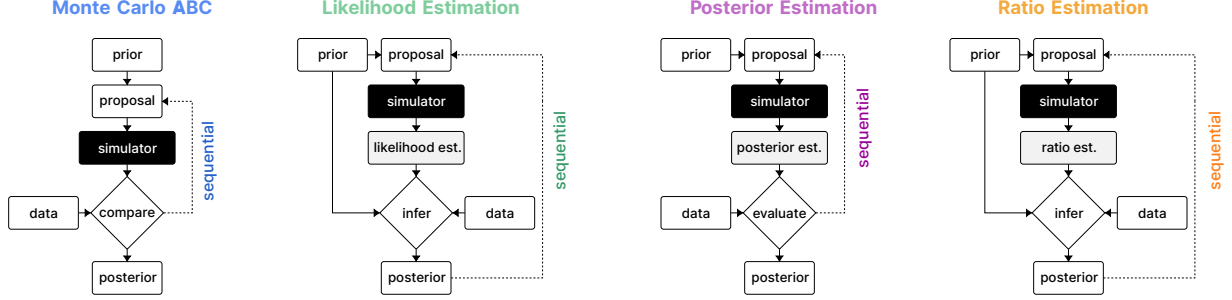 Monte Carlo ABC
prior
proposal
simulator
data
compare
posterior
sequential
Likelihood Estimation
prior
proposal
simulator
likelihood est.
infer
data
posterior
sequential
Posterior Estimation
prior
proposal
simulator
posterior est.
data
evaluate
posterior
sequential
Ratio Estimation
prior
proposal
simulator
ratio est.
infer
data
posterior
sequential